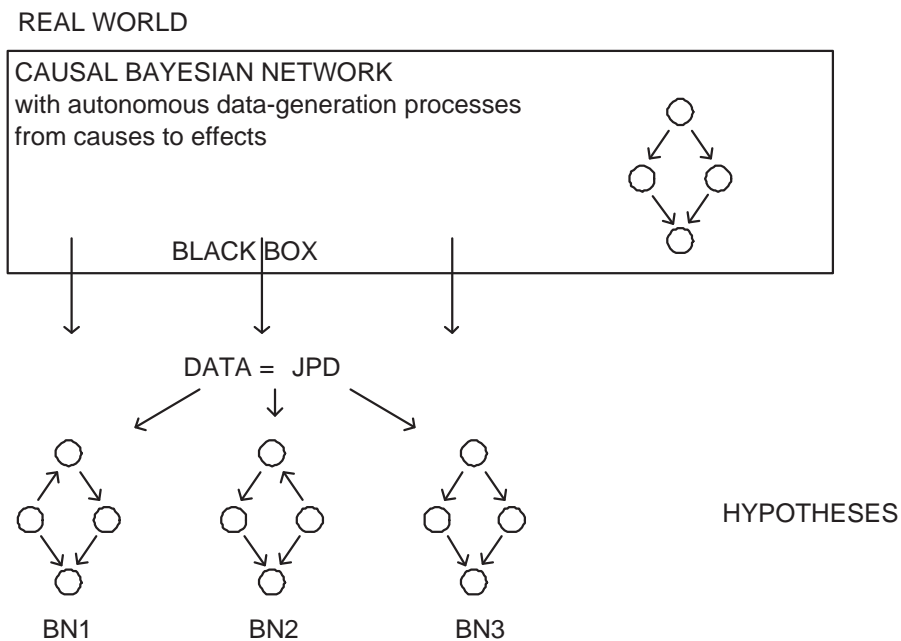 REAL WORLD
CAUSAL BAYESIAN NETWORK
with autonomous data-generation processes
from causes to effects
BLACK BOX
DATA = JPD
HYPOTHESES
BN1 BN2 BN3